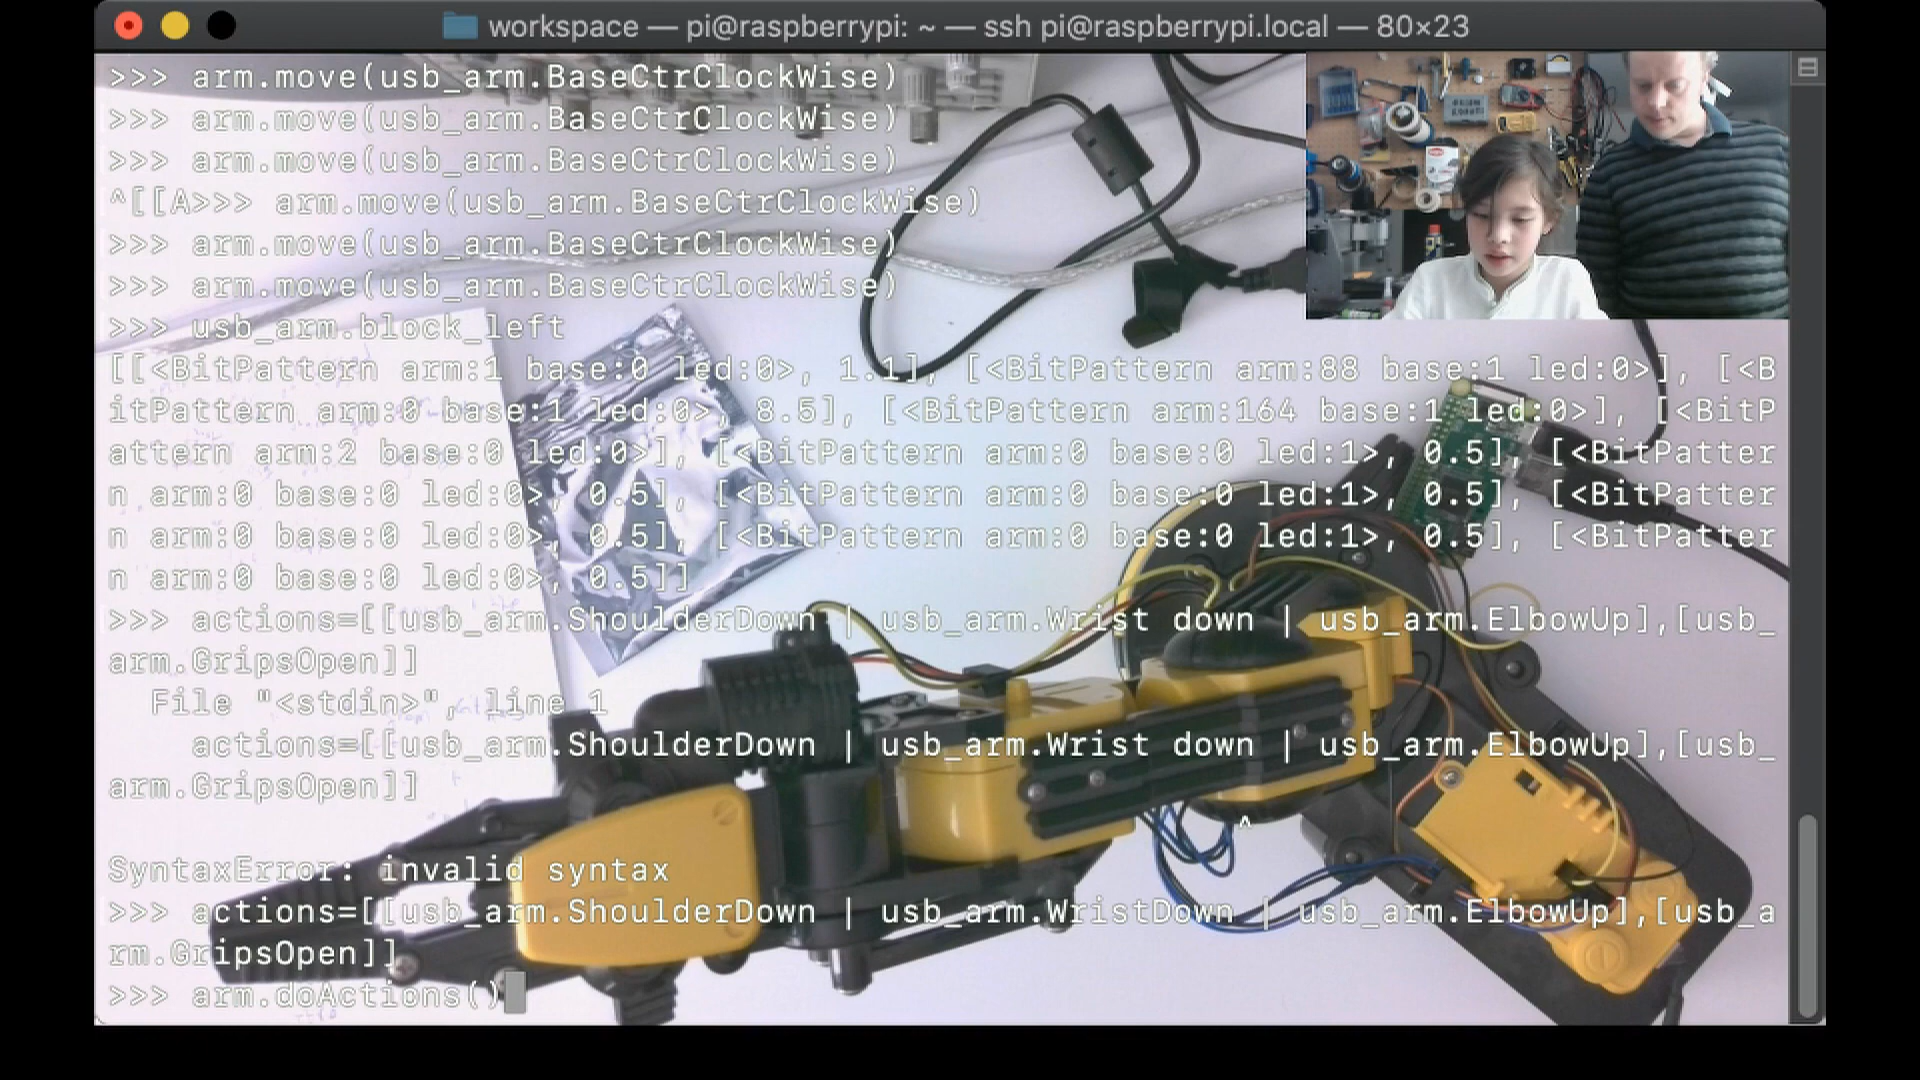 workspace — pi@raspberrypi: ~ — ssh pi@raspberrypi.local — 80×23
>>> arm.move(usb_arm.BaseCtrClockWise)
>>> arm.move(usb_arm.BaseCtrClockWise)
>>> arm.move(usb_arm.BaseCtrClockWise)
^[[A>>> arm.move(usb_arm.BaseCtrClockWise)
>>> arm.move(usb_arm.BaseCtrClockWise)
>>> arm.move(usb_arm.BaseCtrClockWise)
>>> usb_arm.block_left
[[<BitPattern arm:1 base:0 led:0>, 1.1], [<BitPattern arm:88 base:1 led:0>], [<B
itPattern arm:0 base:1 led:0>, 8.5], [<BitPattern arm:164 base:1 led:0>], [<BitP
attern arm:2 base:0 led:0>], [<BitPattern arm:0 base:0 led:1>, 0.5], [<BitPatter
n arm:0 base:0 led:0>, 0.5], [<BitPattern arm:0 base:0 led:1>, 0.5], [<BitPatter
n arm:0 base:0 led:0>, 0.5], [<BitPattern arm:0 base:0 led:1>, 0.5], [<BitPatter
n arm:0 base:0 led:0>, 0.5]]
>>> actions=[[usb_arm.ShoulderDown | usb_arm.Wrist down | usb_arm.ElbowUp],[usb_
arm.GripsOpen]]
File "<stdin>", line 1
actions=[[usb_arm.ShoulderDown | usb_arm.Wrist down | usb_arm.ElbowUp],[usb_
arm.GripsOpen]]
^
SyntaxError: invalid syntax
>>> actions=[[usb_arm.ShoulderDown | usb_arm.WristDown | usb_arm.ElbowUp],[usb_a
rm.GripsOpen]]
>>> arm.doActions()